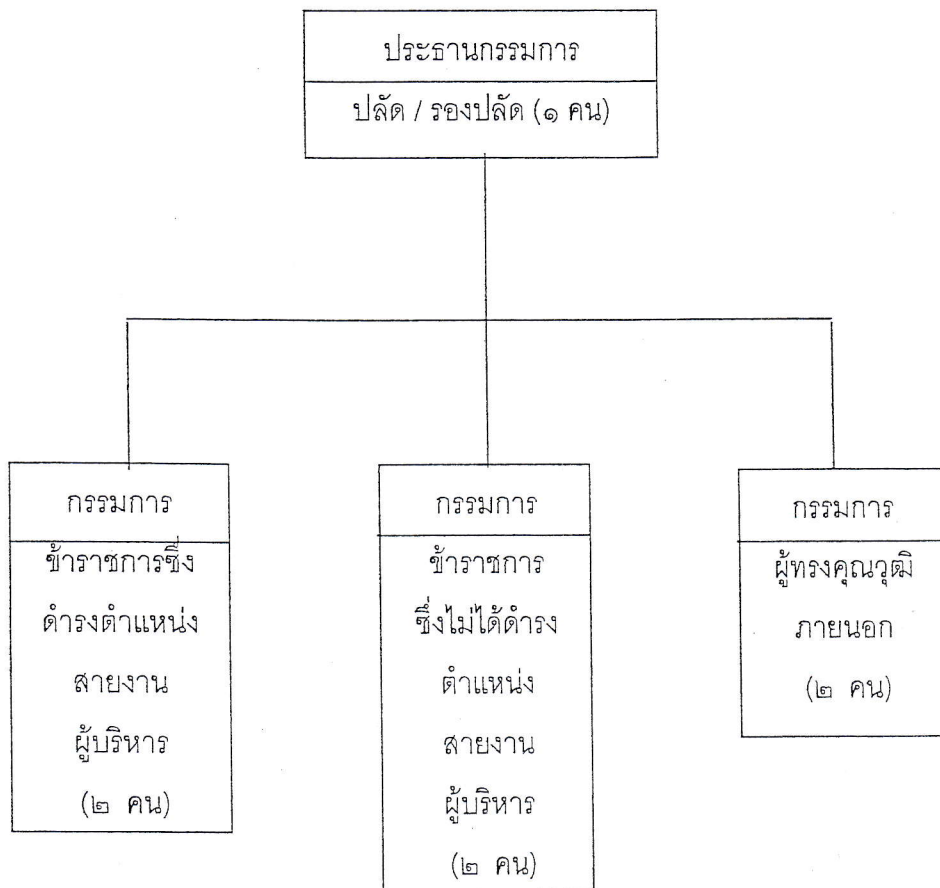 ประธานกรรมการ
ปลัด / รองปลัด (๑ คน)
กรรมการ
ข้าราชการซึ่ง
ดำรงตำแหน่ง
สายงาน
ผู้บริหาร
(๒ คน)
กรรมการ
ข้าราชการ
ซึ่งไม่ได้ดำรง
ตำแหน่ง
สายงาน
ผู้บริหาร
(๒ คน)
กรรมการ
ผู้ทรงคุณวุฒิ
ภายนอก
(๒ คน)